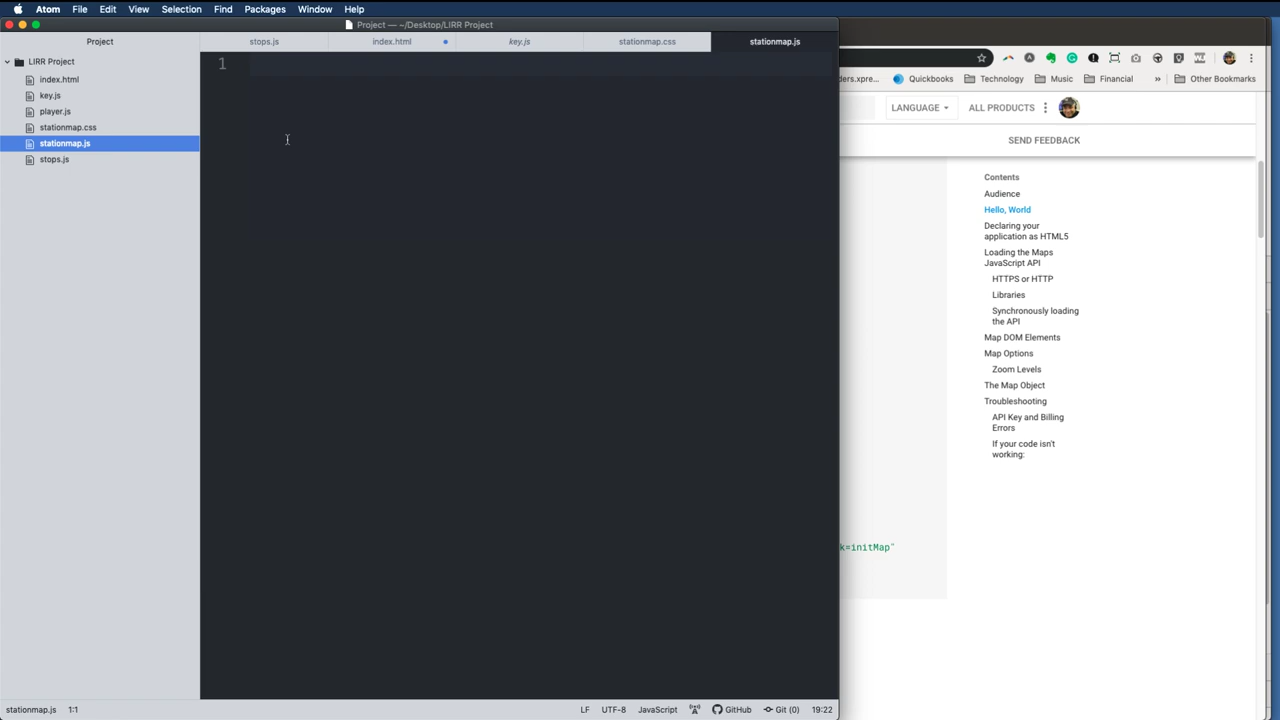 Atom File Edit View Selection Find Packages Window Help
Project — ~/Desktop/LIRR Project
Project
stops.js
index.html
key.js
stationmap.css
stationmap.js
LIRR Project
index.html
key.js
player.js
stationmap.css
stationmap.js
stops.js
1
ders.xpre...
Quickbooks
Technology
Music
Financial
»
Other Bookmarks
LANGUAGE
ALL PRODUCTS
SEND FEEDBACK
Contents
Audience
Hello, World
Declaring your
application as HTML5
Loading the Maps
JavaScript API
HTTPS or HTTP
Libraries
Synchronously loading
the API
Map DOM Elements
Map Options
Zoom Levels
The Map Object
Troubleshooting
API Key and Billing
Errors
If your code isn't
working:
k=initMap"
stationmap.js 1:1
LF UTF-8 JavaScript GitHub Git (0) 19:22